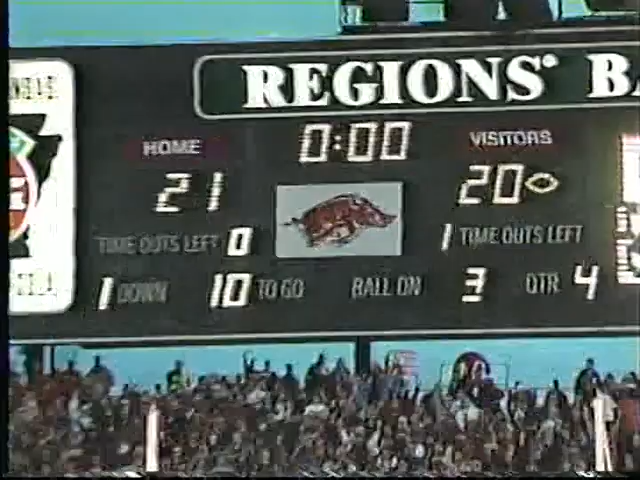 REGIONS® B
HOME 0:00 VISITORS
21 20
TIME OUTS LEFT 0 1 TIME OUTS LEFT
1 DOWN 10 TO GO BALL ON 3 QTR 4